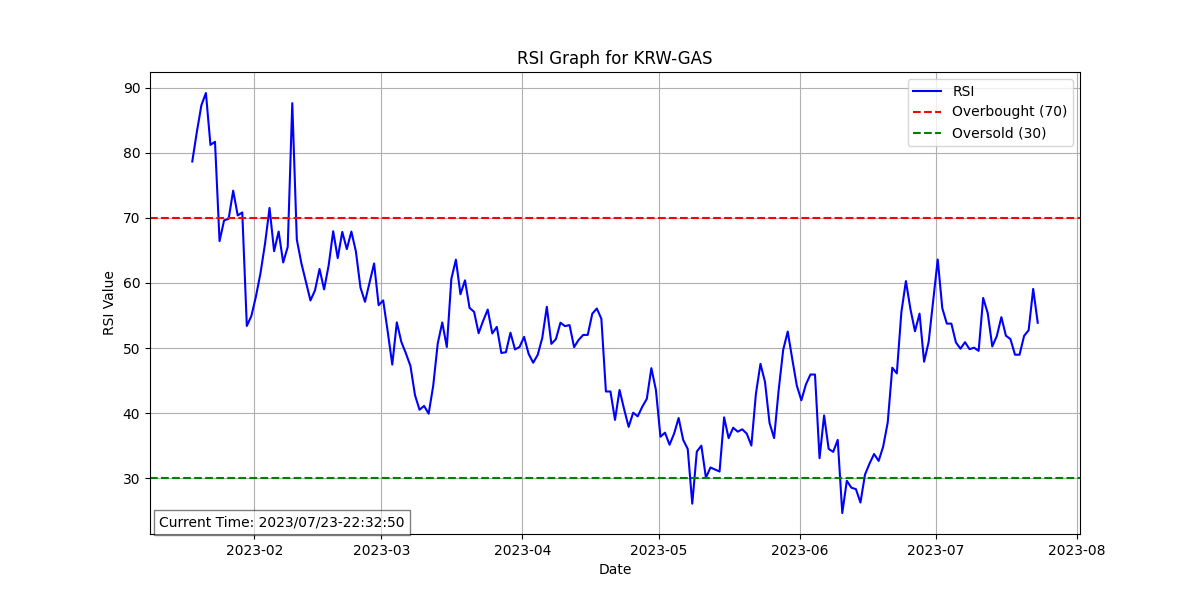 RSI Graph for KRW-GAS
RSI
Overbought (70)
Oversold (30)
90
80
70
60
50
40
30
RSI Value
Current Time: 2023/07/23-22:32:50
2023-02
2023-03
2023-04
2023-05
2023-06
2023-07
2023-08
Date